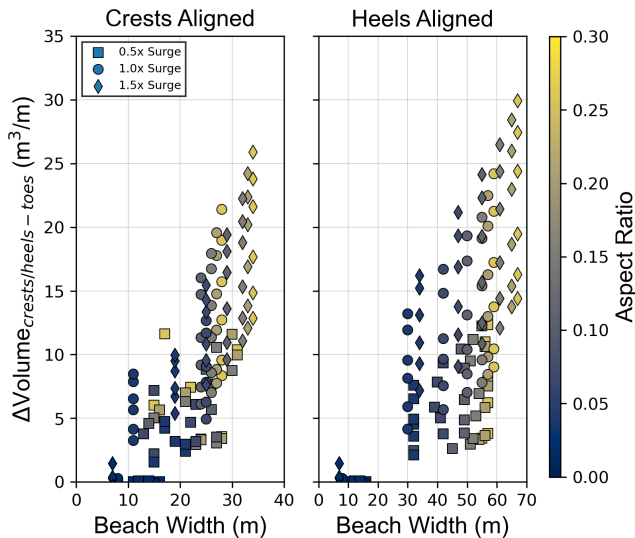 Crests Aligned
Heels Aligned
35
30
25
20
15
10
5
0
ΔVolume_{crests/heels-toes} (m^3/m)
0.5x Surge
1.0x Surge
1.5x Surge
0 10 20 30 40
Beach Width (m)
0 10 20 30 40 50 60 70
Beach Width (m)
0.30
0.25
0.20
0.15
0.10
0.05
0.00
Aspect Ratio